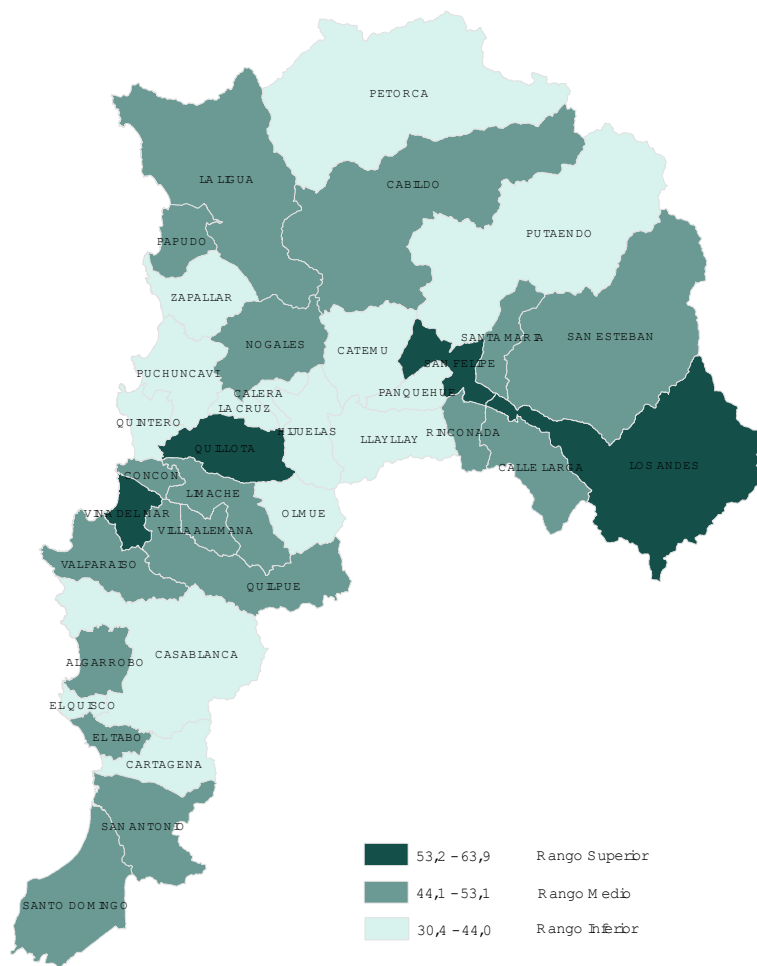 PETORCA
LA LIGUA
CABILDO
PAPUDO
PUTAENDO
ZAPALLAR
NOGALES
SANTA MARIA
SAN ESTEBAN
CATEMU
SAN FELIPE
PUCHUNCAVI
CALERA
PANQUEHUE
LA CRUZ
QUINTERO
HIJUELAS
LLAY LLAY
RINCONADA
QUILLOTA
LOS ANDES
CALLE LARGA
CONCON
LIMACHE
VINA DEL MAR
OLMUE
VILLA ALEMANA
VALPARAISO
QUILPUE
CASABLANCA
ALGARROBO
EL QUISCO
EL TABO
CARTAGENA
SAN ANTONIO
SANTO DOMINGO
53,2 - 63,9 Rango Superior
44,1 - 53,1 Rango Medio
30,4 - 44,0 Rango Inferior